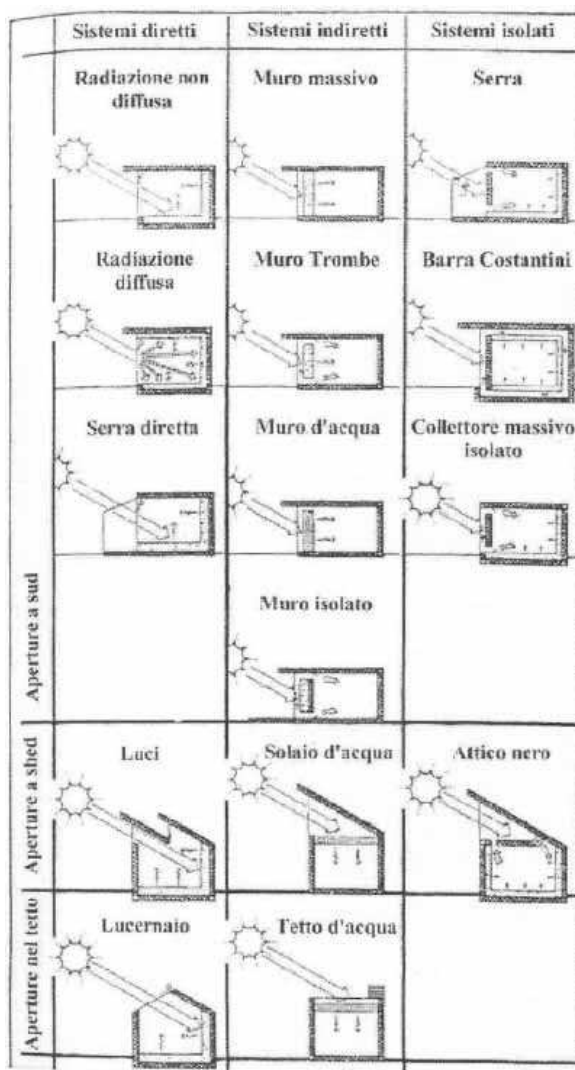 Sistemi diretti Sistemi indiretti Sistemi isolati
Radiazione non diffusa Muro massivo Serra
Radiazione diffusa Muro Trombe Barra Costantini
Serra diretta Muro d'acqua Collettore massivo isolato
Muro isolato
Aperture a sud
Luci Solaio d'acqua Attico nero
Aperture a shed
Lucernaio Tetto d'acqua
Aperture nel tetto